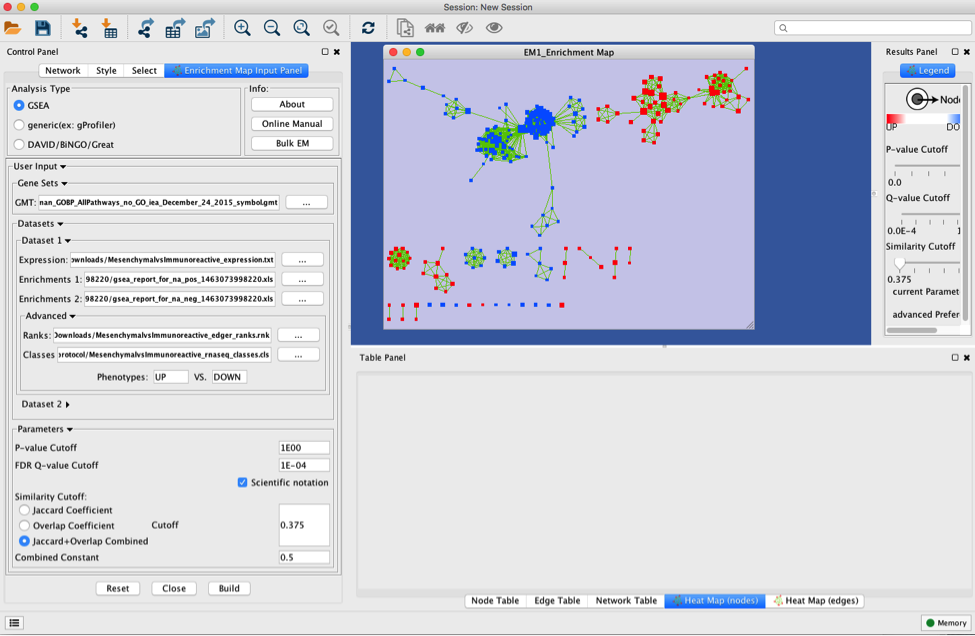 Session: New Session
Control Panel
Network Style Select Enrichment Map Input Panel
Analysis Type
GSEA
generic(ex: gProfiler)
DAVID/BiNGO/Great
Info:
About
Online Manual
Bulk EM
User Input
Gene Sets
GMT: nan_GOBP_AllPathways_no_GO_iea_December_24_2015_symbol.gmt ...
Datasets
Dataset 1
Expression: ownloads/MesenchymalvsImmunoreactive_expression.txt ...
Enrichments 1: 98220/gsea_report_for_na_pos_1463073998220.xls ...
Enrichments 2: 98220/gsea_report_for_na_neg_1463073998220.xls ...
Advanced
Ranks: Downloads/MesenchymalvsImmunoreactive_edger_ranks.rnk ...
Classes protocol/MesenchymalvsImmunoreactive_rnaseq_classes.cls ...
Phenotypes: UP VS. DOWN
Dataset 2
Parameters
P-value Cutoff 1E00
FDR Q-value Cutoff 1E-04
Scientific notation
Similarity Cutoff:
Jaccard Coefficient
Overlap Coefficient Cutoff 0.375
Jaccard+Overlap Combined
Combined Constant 0.5
Reset Close Build
EM1_Enrichment Map
Results Panel
Legend
Node
UP DO
P-value Cutoff
0.0
Q-value Cutoff
0.0E-4 1
Similarity Cutoff
0.375
current Paramet
advanced Prefer
Table Panel
Node Table Edge Table Network Table Heat Map (nodes) Heat Map (edges)
Memory